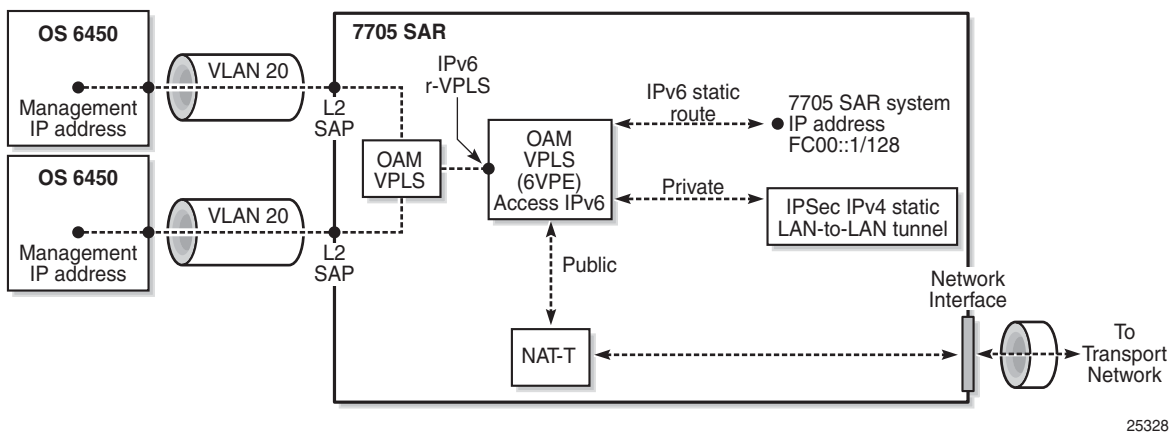 OS 6450
Management
IP address
VLAN 20
L2
SAP
OS 6450
Management
IP address
VLAN 20
L2
SAP
7705 SAR
OAM
VPLS
IPv6
r-VPLS
OAM
VPLS
(6VPE)
Access IPv6
IPv6 static
route
7705 SAR system
IP address
FC00::1/128
Private
IPSec IPv4 static
LAN-to-LAN tunnel
Public
NAT-T
Network
Interface
To
Transport
Network
25328